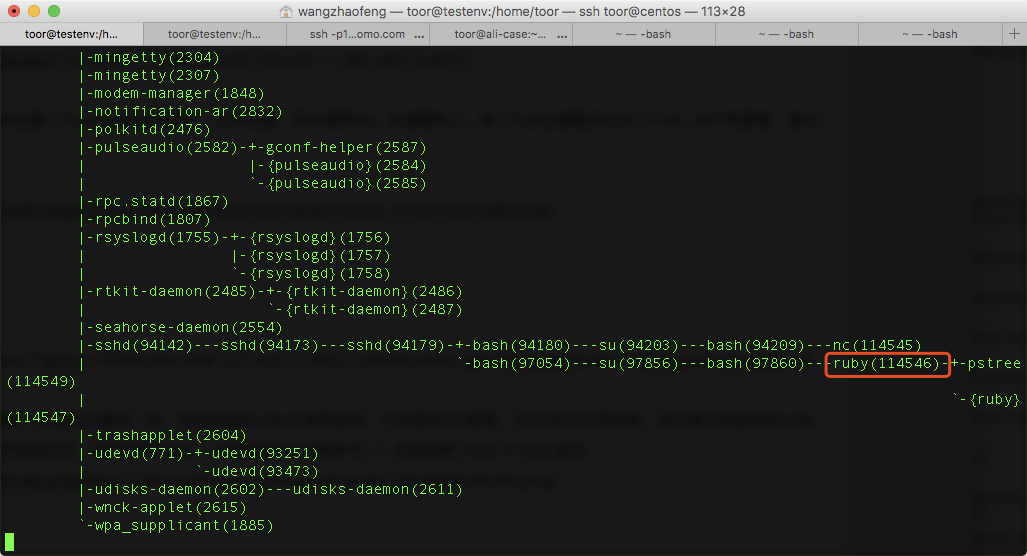 wangzhaofeng — toor@testenv:/home/toor — ssh toor@centos — 113×28
toor@testenv:/h... toor@testenv:/h... ssh -p1...omo.com ... toor@ali-case:~... ... ~ — -bash ~ — -bash ~ — -bash +
|-mingetty(2304)
|-mingetty(2307)
|-modem-manager(1848)
|-notification-ar(2832)
|-polkitd(2476)
|-pulseaudio(2582)-+-gconf-helper(2587)
| |-{pulseaudio}(2584)
| `-{pulseaudio}(2585)
|-rpc.statd(1867)
|-rpcbind(1807)
|-rsyslogd(1755)-+-{rsyslogd}(1756)
| |-{rsyslogd}(1757)
| `-{rsyslogd}(1758)
|-rtkit-daemon(2485)-+-{rtkit-daemon}(2486)
| `-{rtkit-daemon}(2487)
|-seahorse-daemon(2554)
|-sshd(94142)---sshd(94173)---sshd(94179)-+-bash(94180)---su(94203)---bash(94209)---nc(114545)
| `-bash(97054)---su(97856)---bash(97860)---ruby(114546)-+-pstree
(114549)
| `-{ruby}
(114547)
|-trashapplet(2604)
|-udevd(771)-+-udevd(93251)
| `-udevd(93473)
|-udisks-daemon(2602)---udisks-daemon(2611)
|-wnck-applet(2615)
`-wpa_supplicant(1885)